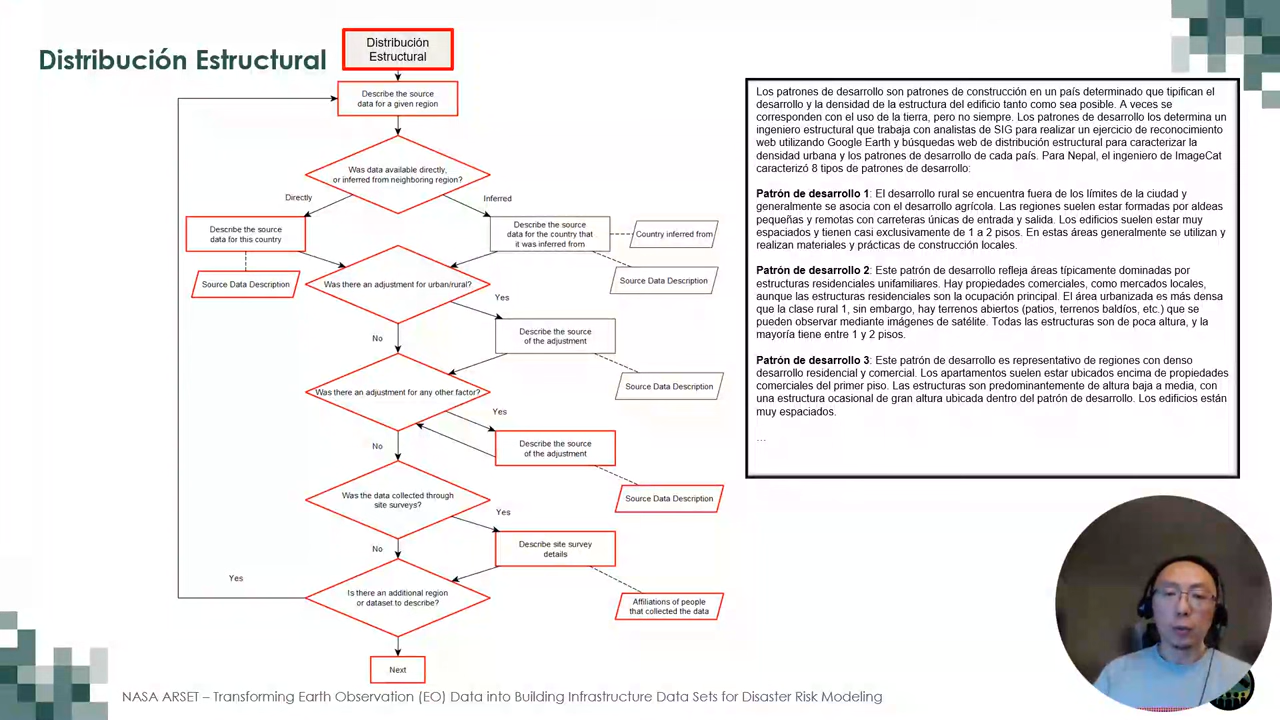 Distribución Estructural
Distribución
Estructural
Describe the source
data for a given region
Was data available directly,
or inferred from neighboring region?
Directly
Inferred
Describe the source
data for this country
Describe the source
data for the country that
it was inferred from
Country inferred from
Source Data Description
Source Data Description
Was there an adjustment for urban/rural?
Yes
No
Describe the source
of the adjustment
Source Data Description
Was there an adjustment for any other factor?
Yes
No
Describe the source
of the adjustment
Source Data Description
Was the data collected through
site surveys?
Yes
No
Describe site survey
details
Affiliations of people
that collected the data
Is there an additional region
or dataset to describe?
Yes
Next
Los patrones de desarrollo son patrones de construcción en un país determinado que tipifican el
desarrollo y la densidad de la estructura del edificio tanto como sea posible. A veces se
corresponden con el uso de la tierra, pero no siempre. Los patrones de desarrollo los determina un
ingeniero estructural que trabaja con analistas de SIG para realizar un ejercicio de reconocimiento
web utilizando Google Earth y búsquedas web de distribución estructural para caracterizar la
densidad urbana y los patrones de desarrollo de cada país. Para Nepal, el ingeniero de ImageCat
caracterizó 8 tipos de patrones de desarrollo:
Patrón de desarrollo 1: El desarrollo rural se encuentra fuera de los límites de la ciudad y
generalmente se asocia con el desarrollo agrícola. Las regiones suelen estar formadas por aldeas
pequeñas y remotas con carreteras únicas de entrada y salida. Los edificios suelen estar muy
espaciados y tienen casi exclusivamente de 1 a 2 pisos. En estas áreas generalmente se utilizan y
realizan materiales y prácticas de construcción locales.
Patrón de desarrollo 2: Este patrón de desarrollo refleja áreas típicamente dominadas por
estructuras residenciales unifamiliares. Hay propiedades comerciales, como mercados locales,
aunque las estructuras residenciales son la ocupación principal. El área urbanizada es más densa
que la clase rural 1, sin embargo, hay terrenos abiertos (patios, terrenos baldíos, etc.) que se
pueden observar mediante imágenes de satélite. Todas las estructuras son de poca altura, y la
mayoría tiene entre 1 y 2 pisos.
Patrón de desarrollo 3: Este patrón de desarrollo es representativo de regiones con denso
desarrollo residencial y comercial. Los apartamentos suelen estar ubicados encima de propiedades
comerciales del primer piso. Las estructuras son predominantemente de altura baja a media, con
una estructura ocasional de gran altura ubicada dentro del patrón de desarrollo. Los edificios están
muy espaciados.
…
NASA ARSET – Transforming Earth Observation (EO) Data into Building Infrastructure Data Sets for Disaster Risk Modeling